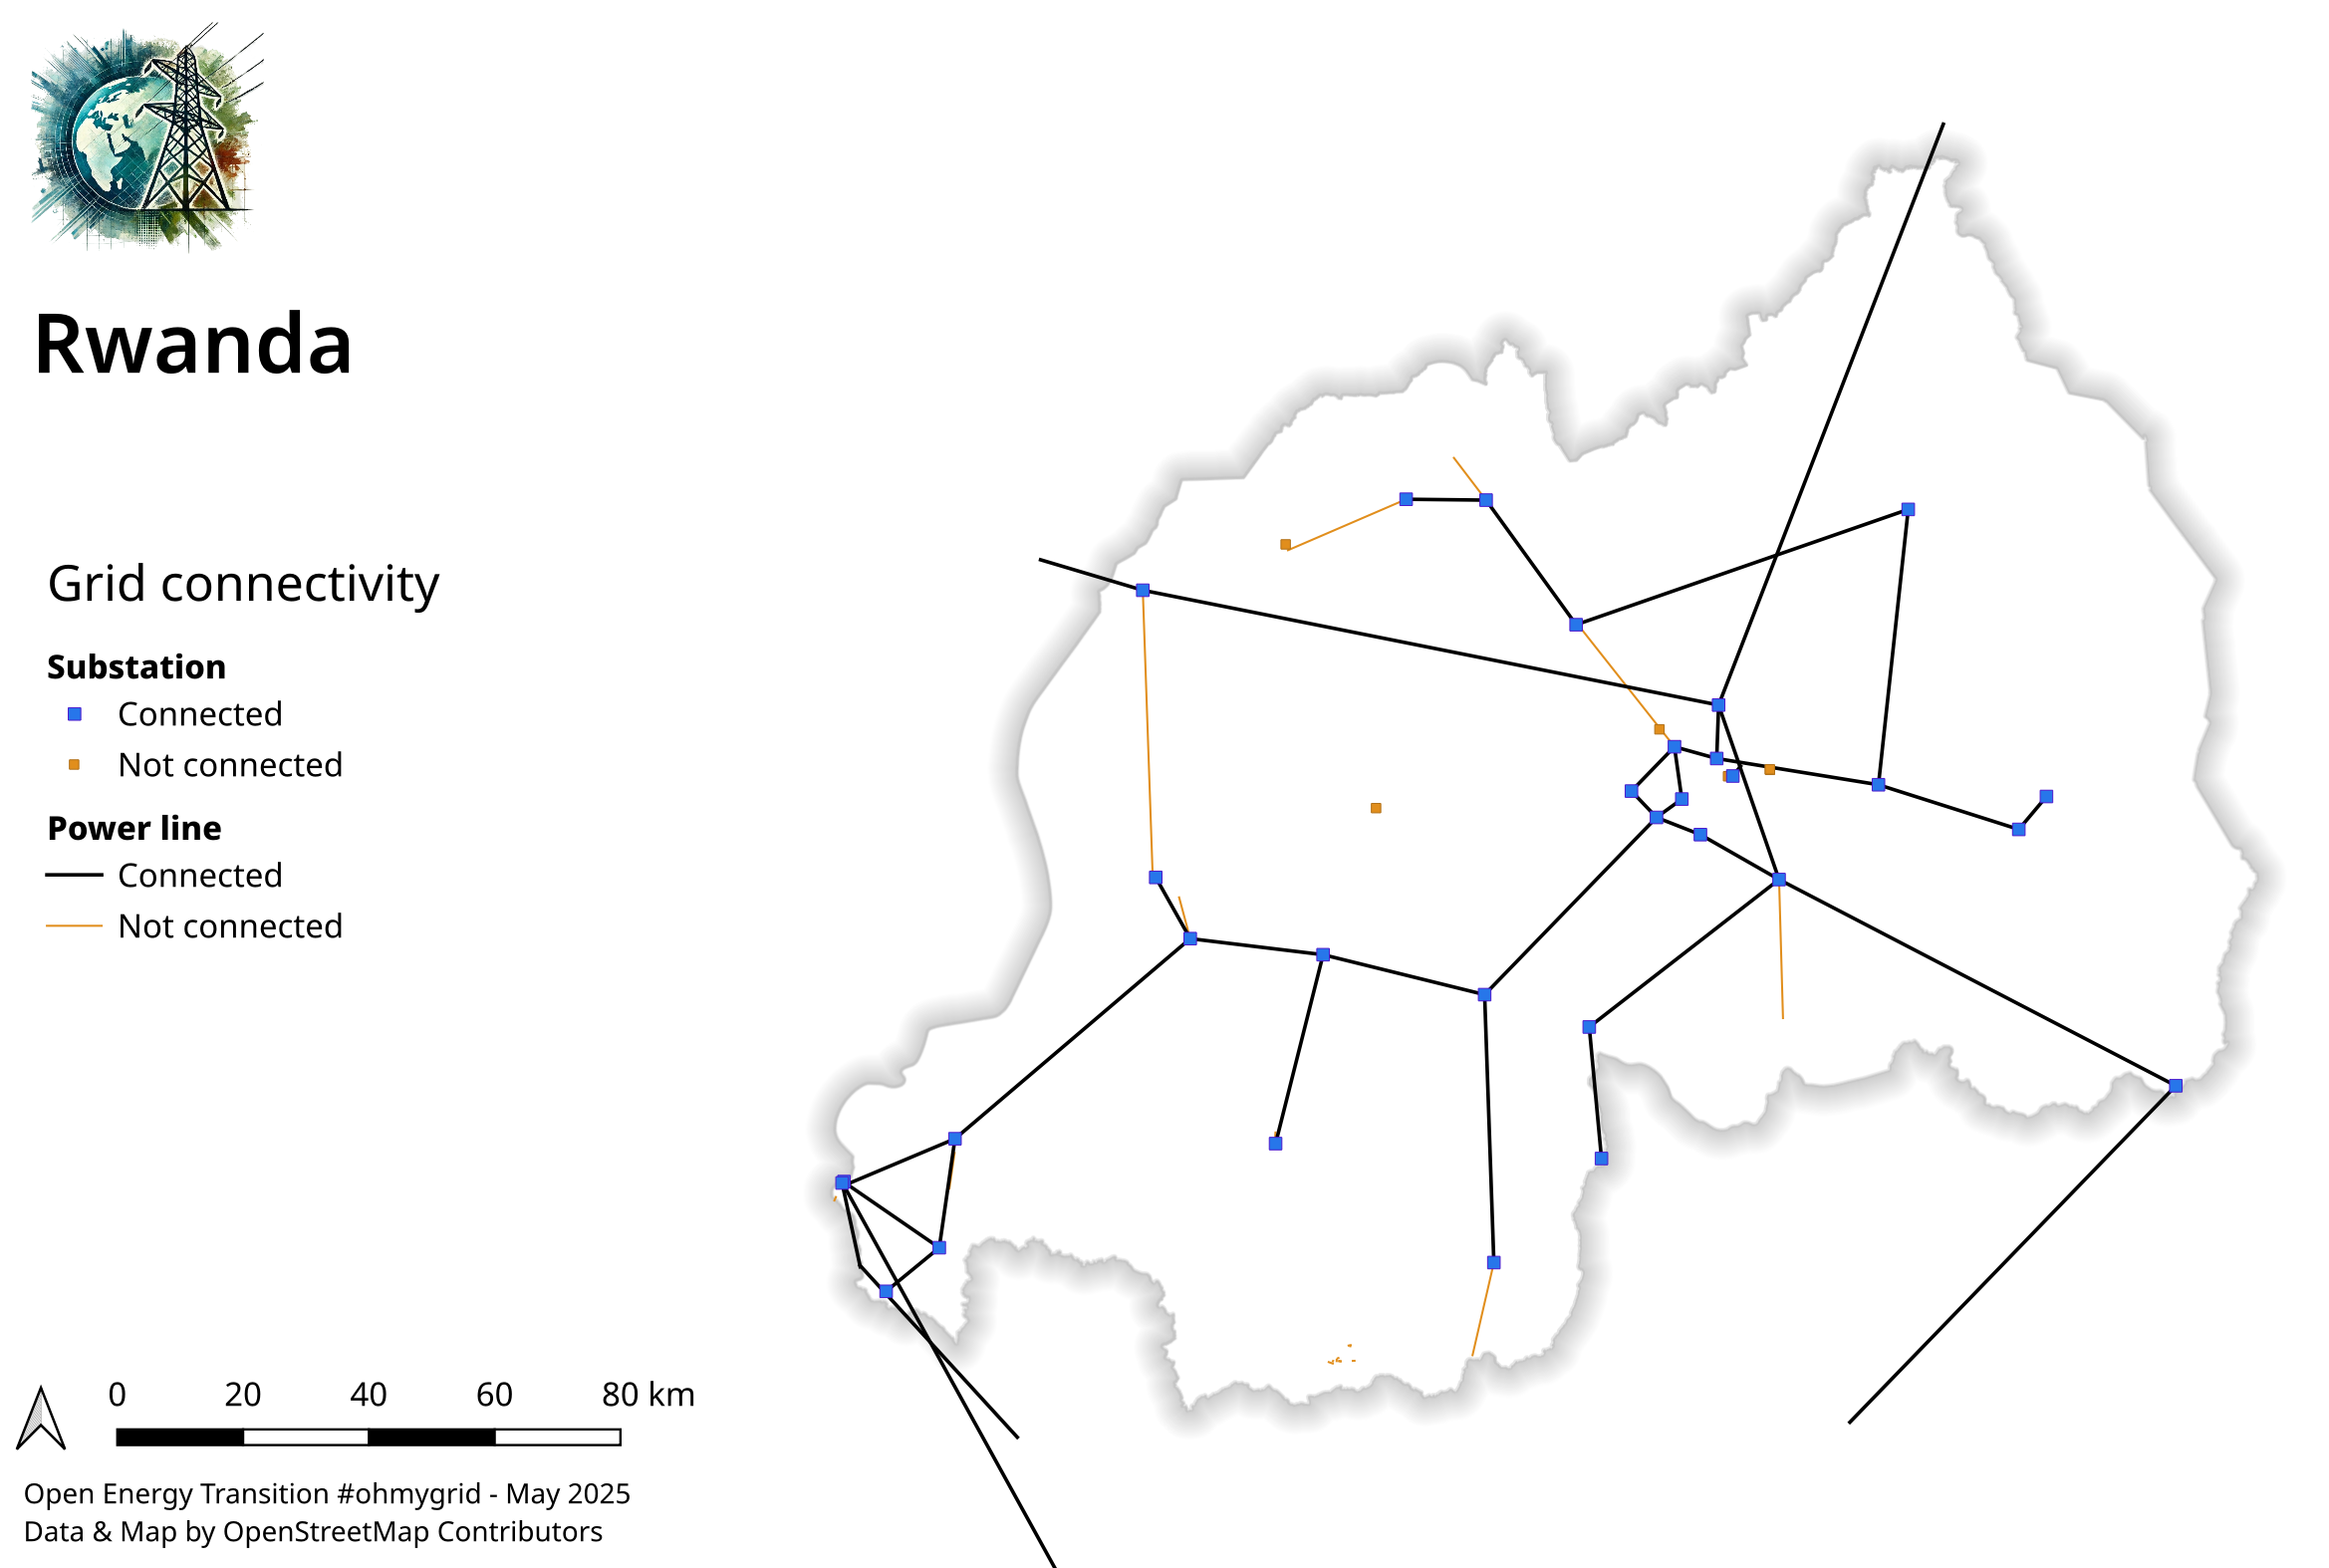 Rwanda
Grid connectivity
Substation
Connected
Not connected
Power line
Connected
Not connected
0 20 40 60 80 km
Open Energy Transition #ohmygrid - May 2025
Data & Map by OpenStreetMap Contributors